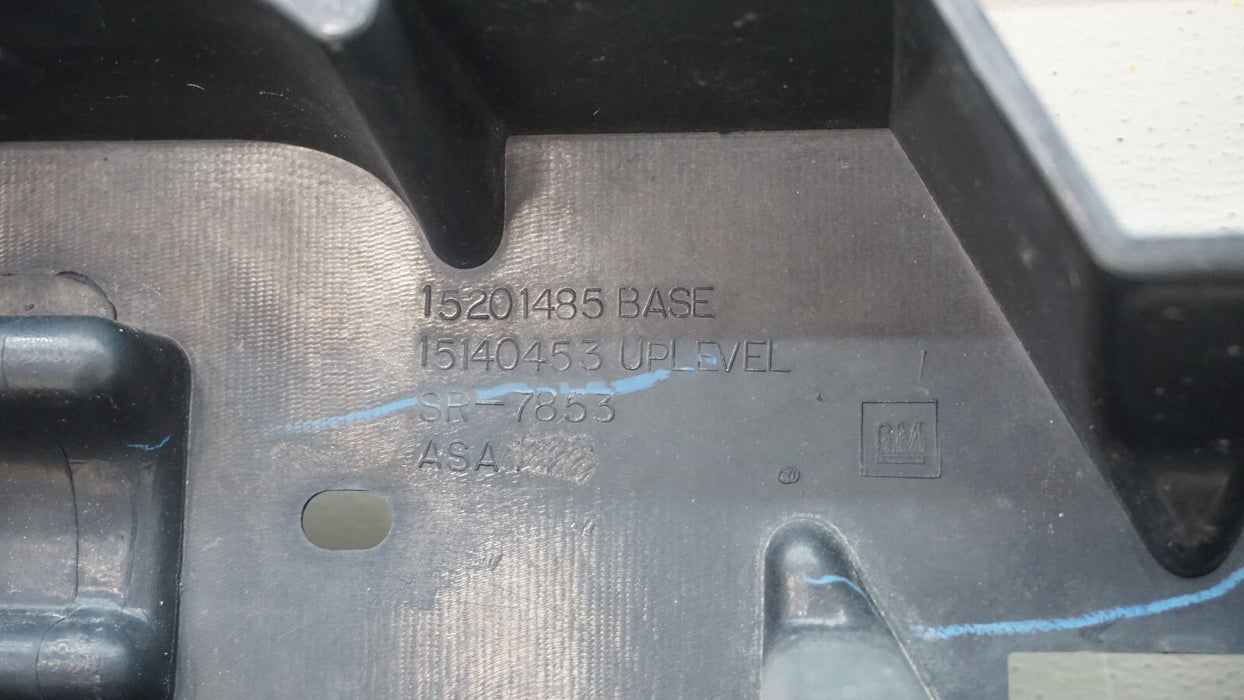 15201485 BASE
15140453 UPLEVEL
SR-7853
ASA
GM